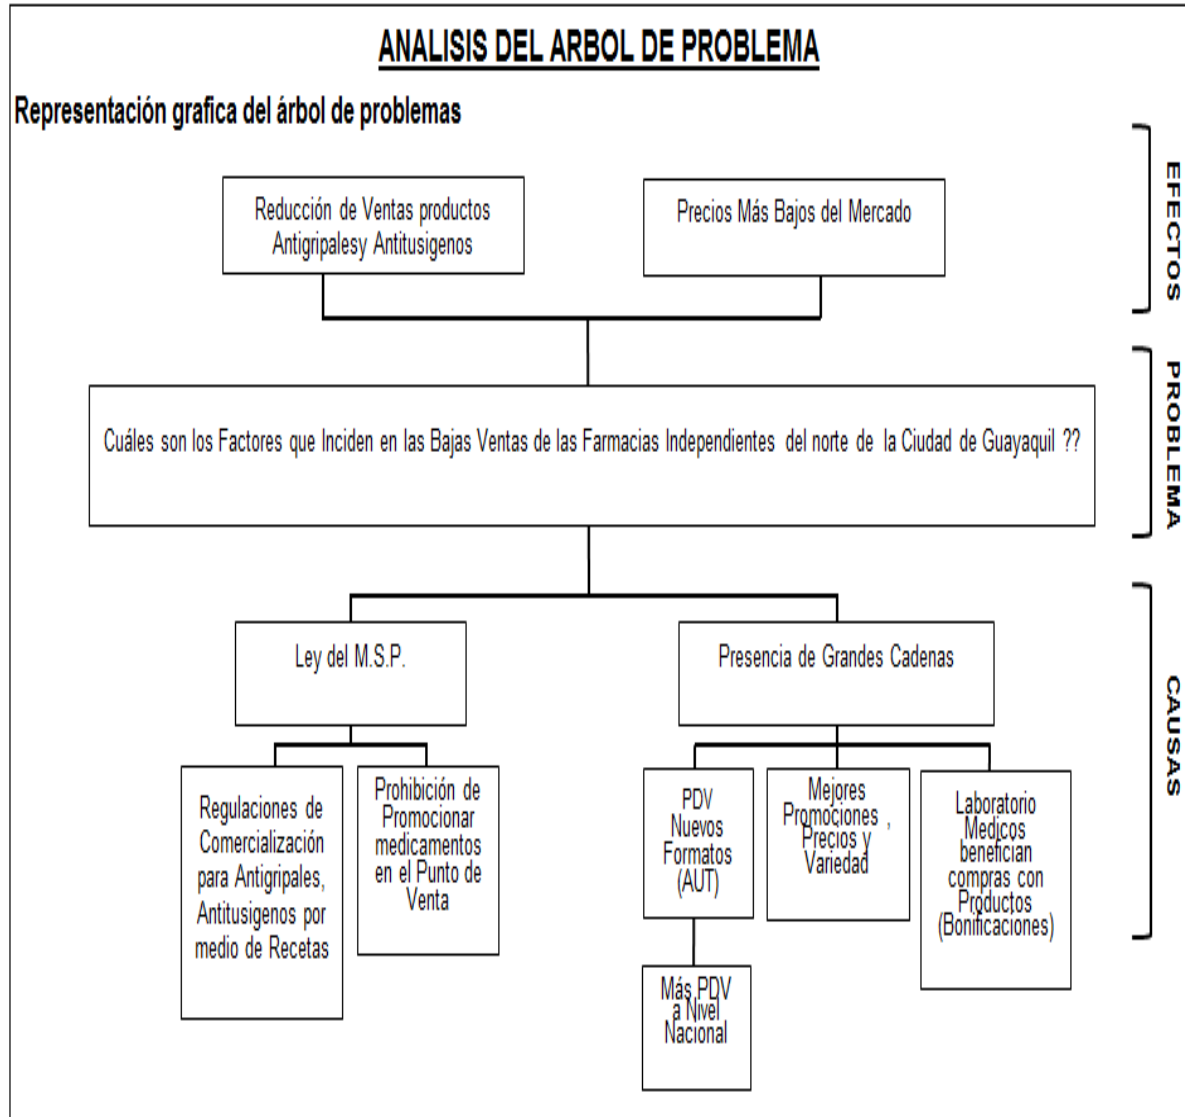 ANALISIS DEL ARBOL DE PROBLEMA
Representación grafica del árbol de problemas
EFECTOS
Reducción de Ventas productos
Antigripalesy Antitusigenos
Precios Más Bajos del Mercado
PROBLEMA
Cuáles son los Factores que Inciden en las Bajas Ventas de las Farmacias Independientes del norte de la Ciudad de Guayaquil ??
CAUSAS
Ley del M.S.P.
Presencia de Grandes Cadenas
Regulaciones de
Comercialización
para Antigripales,
Antitusigenos por
medio de Recetas
Prohibición de
Promocionar
medicamentos
en el Punto de
Venta
PDV
Nuevos
Formatos
(AUT)
Mejores
Promociones ,
Precios y
Variedad
Laboratorio
Medicos
benefician
compras con
Productos
(Bonificaciones)
Más PDV
a Nivel
Nacional